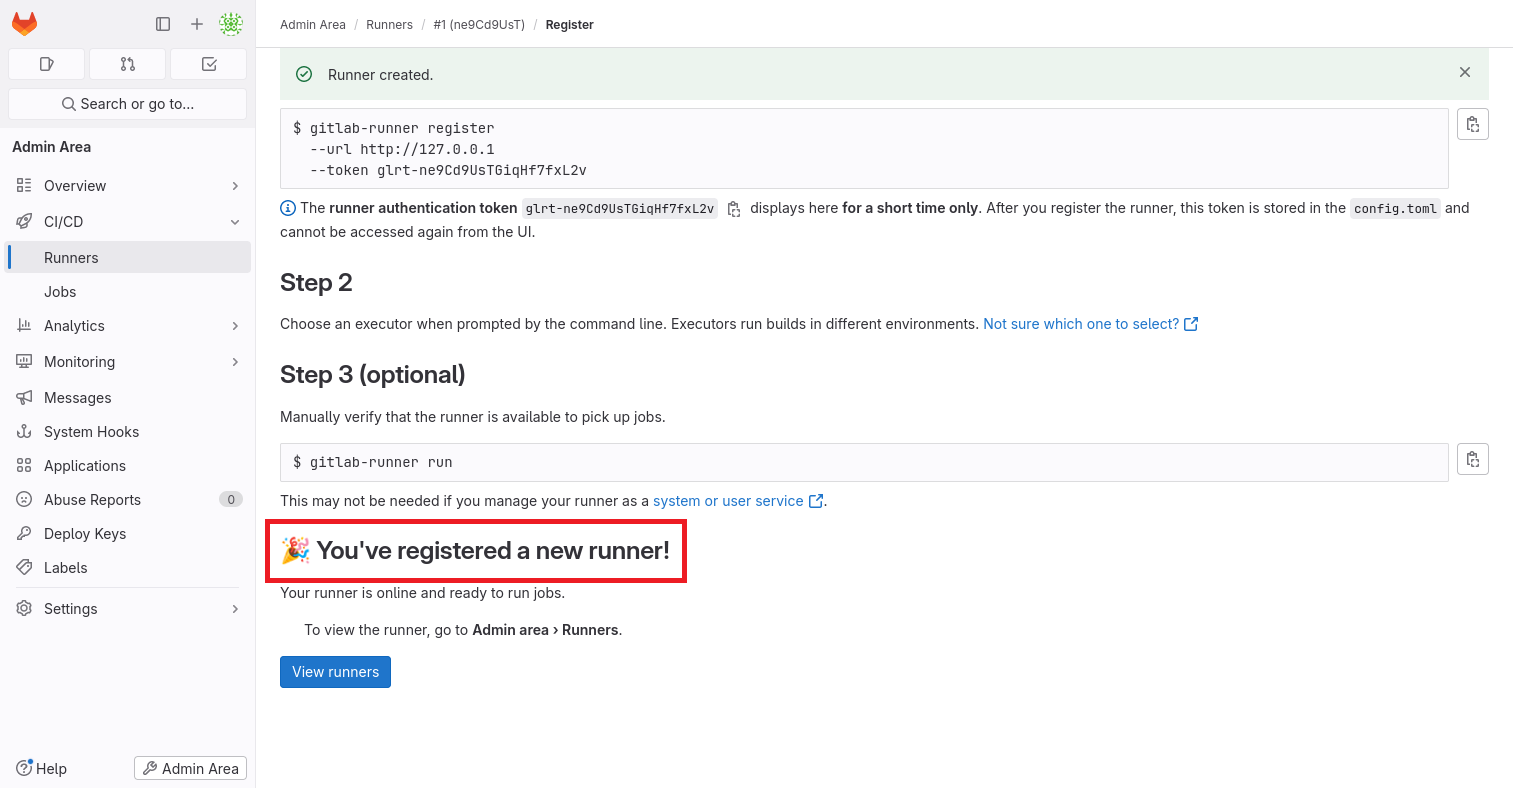 Admin Area / Runners / #1 (ne9Cd9UsT) / Register
Search or go to...
Admin Area
Overview
CI/CD
Runners
Jobs
Analytics
Monitoring
Messages
System Hooks
Applications
Abuse Reports 0
Deploy Keys
Labels
Settings
Help
Admin Area
Runner created.
$ gitlab-runner register
--url http://127.0.0.1
--token glrt-ne9Cd9UsTGiqHf7fxL2v
The runner authentication token glrt-ne9Cd9UsTGiqHf7fxL2v displays here for a short time only. After you register the runner, this token is stored in the config.toml and
cannot be accessed again from the UI.
Step 2
Choose an executor when prompted by the command line. Executors run builds in different environments. Not sure which one to select?
Step 3 (optional)
Manually verify that the runner is available to pick up jobs.
$ gitlab-runner run
This may not be needed if you manage your runner as a system or user service.
🎉 You've registered a new runner!
Your runner is online and ready to run jobs.
To view the runner, go to Admin area › Runners.
View runners